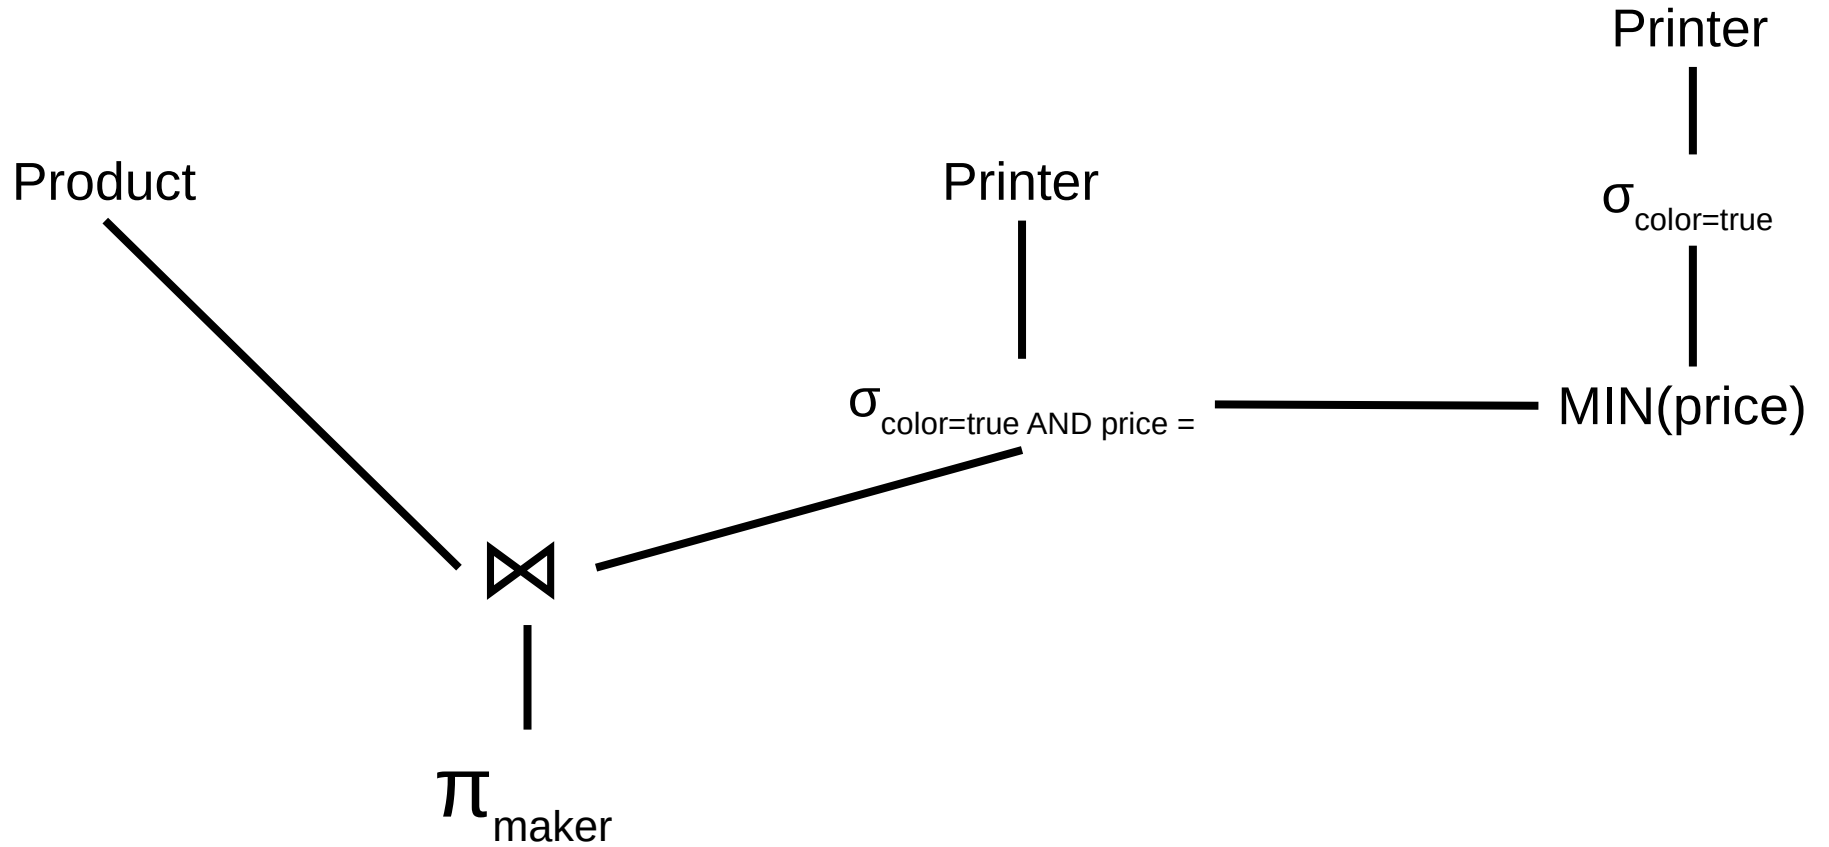 Printer
Product
Printer
σcolor=true
σcolor=true AND price =
MIN(price)
⋈
πmaker